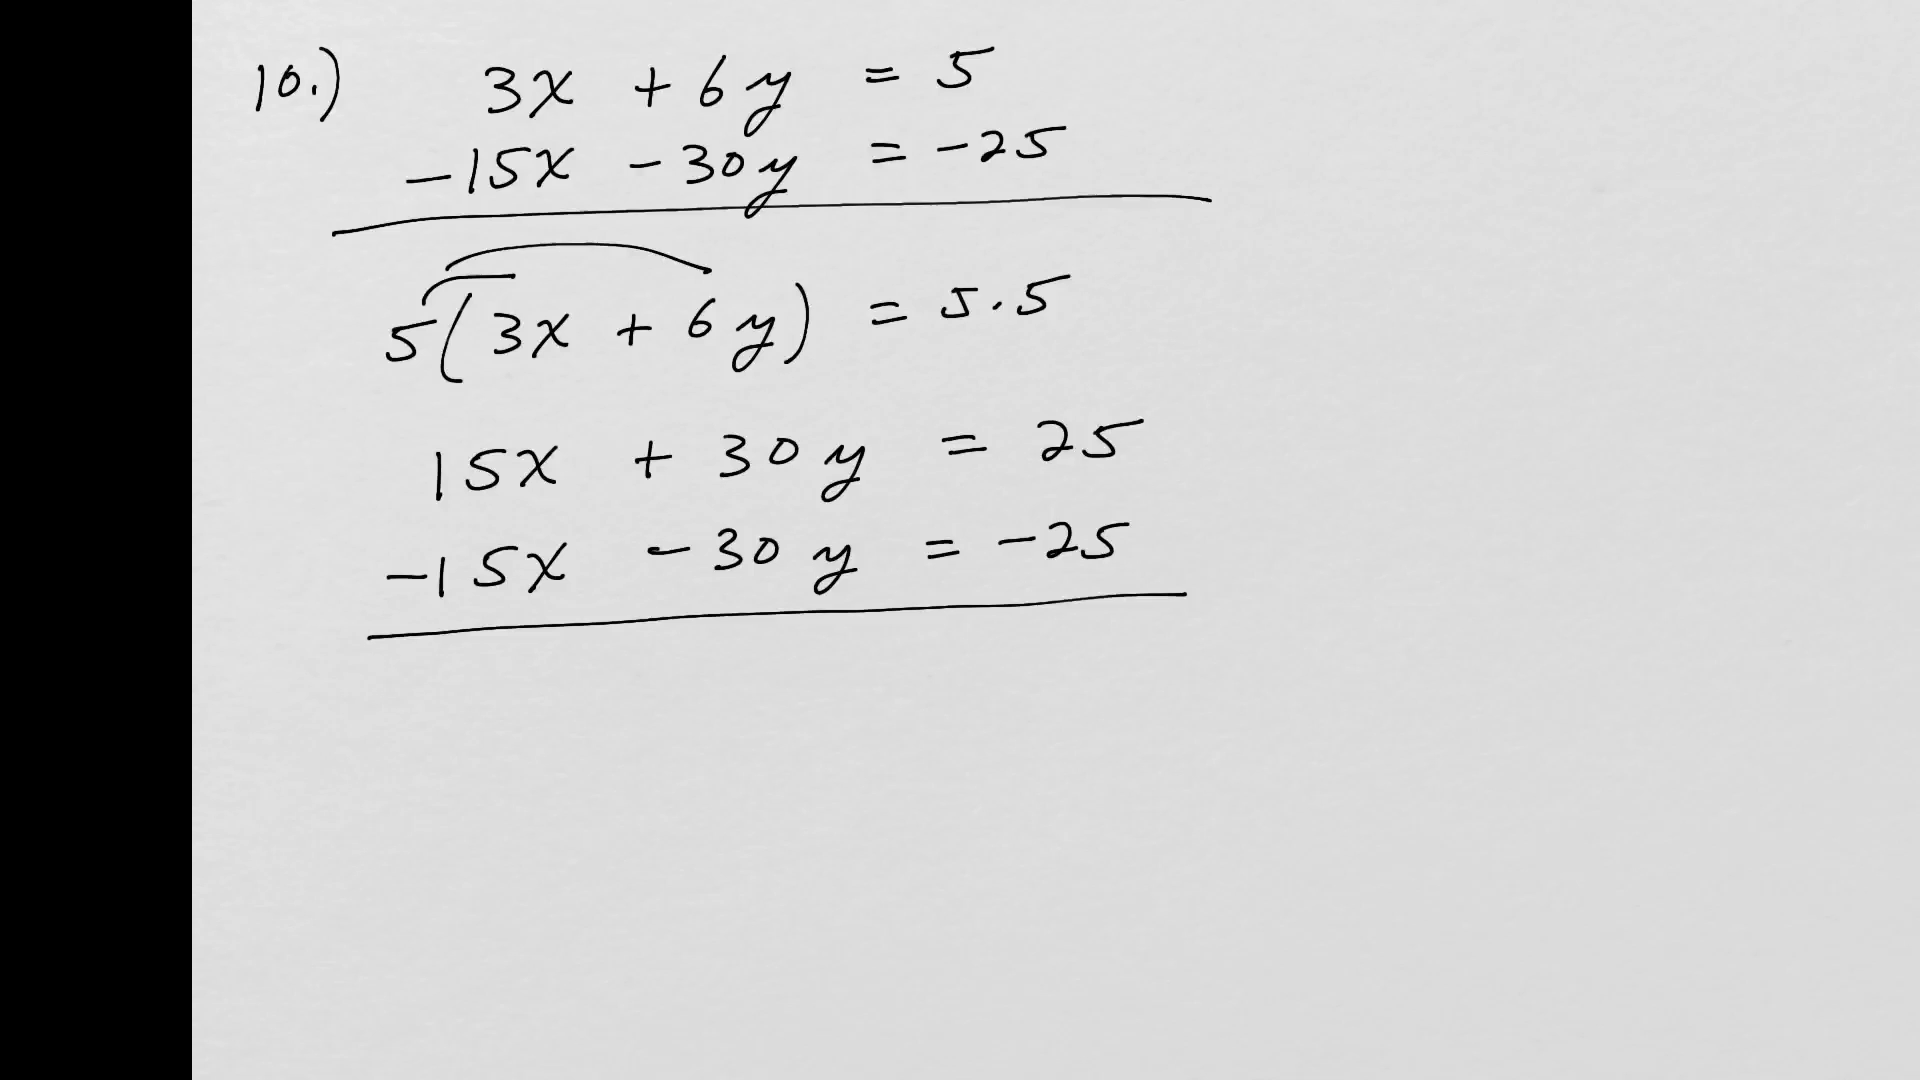 10.) 3x + 6y = 5
-15x - 30y = -25
5(3x + 6y) = 5.5
15x + 30y = 25
-15x - 30y = -25